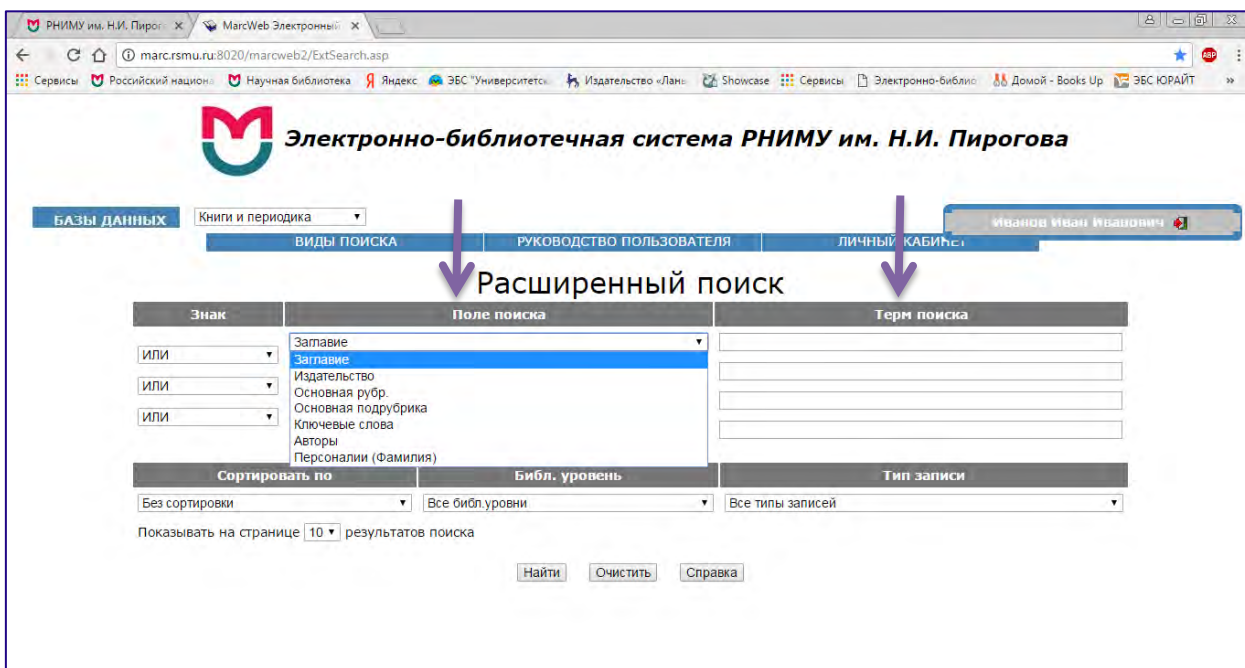 РНИМУ им. Н.И. Пирог
MarcWeb Электронный
marc.rsmu.ru:8020/marcweb2/ExtSearch.asp
ABP
Сервисы Российский национ Научная библиотека Яндекс ЭБС "Университетск Издательство «Лань Showcase Сервисы Электронно-библио Домой - Books Up ЭБС ЮРАЙТ »
Электронно-библиотечная система РНИМУ им. Н.И. Пирогова
БАЗЫ ДАННЫХ Книги и периодика Иванов Иван Иванович
ВИДЫ ПОИСКА РУКОВОДСТВО ПОЛЬЗОВАТЕЛЯ ЛИЧНЫЙ КАБИНЕТ
Расширенный поиск
Знак Поле поиска Терм поиска
Заглавие
ИЛИ Заглавие
Издательство
ИЛИ Основная рубр.
Основная подрубрика
ИЛИ Ключевые слова
Авторы
Персоналии (Фамилия)
Сортировать по Библ. уровень Тип записи
Без сортировки Все библ.уровни Все типы записей
Показывать на странице 10 результатов поиска
Найти Очистить Справка